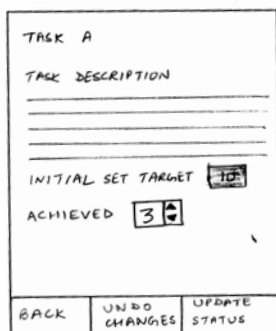 TASK A
TASK DESCRIPTION
INITIAL SET TARGET 10
ACHIEVED 3
BACK
UNDO CHANGES
UPDATE STATUS